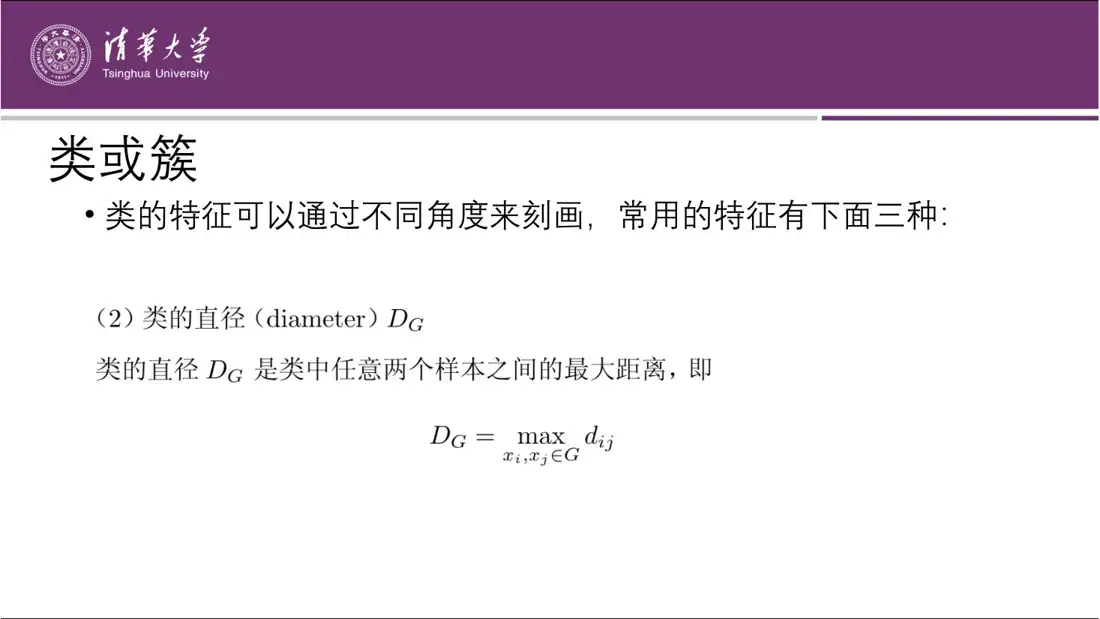 清华大学
Tsinghua University
类或簇
• 类的特征可以通过不同角度来刻画，常用的特征有下面三种：
（2）类的直径（diameter）D_G
类的直径 D_G 是类中任意两个样本之间的最大距离，即
D_G = max d_{ij}
x_i,x_j∈G